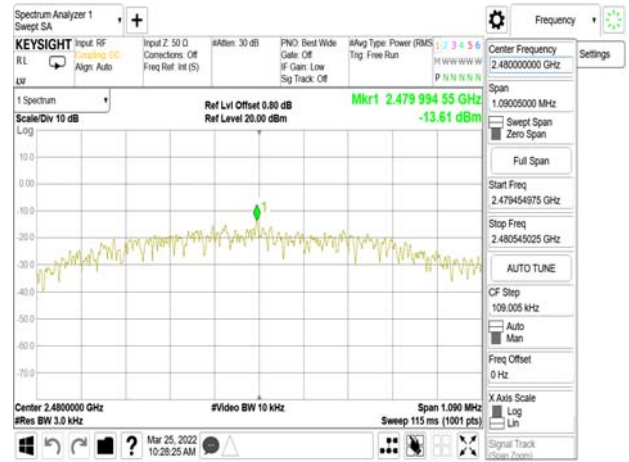 Spectrum Analyzer 1
Swept SA
Frequency
KEYSIGHT
RL
Input: RF
Coupling: DC
Align: Auto
Input Z: 50 Ω
Corrections: Off
Freq Ref: Int (S)
#Atten: 30 dB
PNO: Best Wide
Gate: Off
IF Gain: Low
Sig Track: Off
#Avg Type: Power (RMS
Trig: Free Run
1 2 3 4 5 6
M W W W W W
P N N N N N
1 Spectrum
Scale/Div 10 dB
Log
Ref Lvl Offset 0.80 dB
Ref Level 20.00 dBm
Mkr1 2.479 994 55 GHz
-13.61 dBm
10.0
0.00
-10.0
-20.0
-30.0
-40.0
-50.0
-60.0
-70.0
1
Center 2.4800000 GHz
#Res BW 3.0 kHz
#Video BW 10 kHz
Span 1.090 MHz
Sweep 115 ms (1001 pts)
Mar 25, 2022
10:28:25 AM
Center Frequency
2.480000000 GHz
Settings
Span
1.09005000 MHz
Swept Span
Zero Span
Full Span
Start Freq
2.479454975 GHz
Stop Freq
2.480545025 GHz
AUTO TUNE
CF Step
109.005 kHz
Auto
Man
Freq Offset
0 Hz
X Axis Scale
Log
Lin
Signal Track
(Span Zoom)